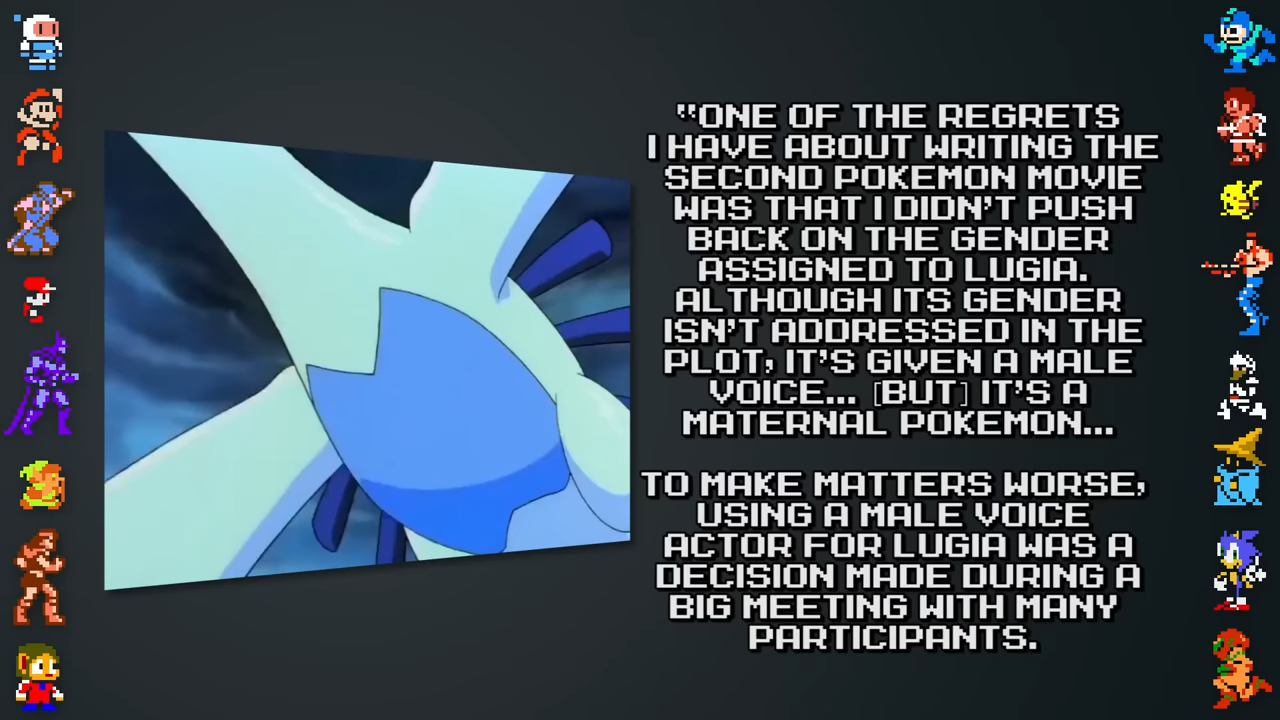 "ONE OF THE REGRETS
I HAVE ABOUT WRITING THE
SECOND POKEMON MOVIE
WAS THAT I DIDN'T PUSH
BACK ON THE GENDER
ASSIGNED TO LUGIA.
ALTHOUGH ITS GENDER
ISN'T ADDRESSED IN THE
PLOT, IT'S GIVEN A MALE
VOICE... [BUT] IT'S A
MATERNAL POKEMON...
TO MAKE MATTERS WORSE,
USING A MALE VOICE
ACTOR FOR LUGIA WAS A
DECISION MADE DURING A
BIG MEETING WITH MANY
PARTICIPANTS.